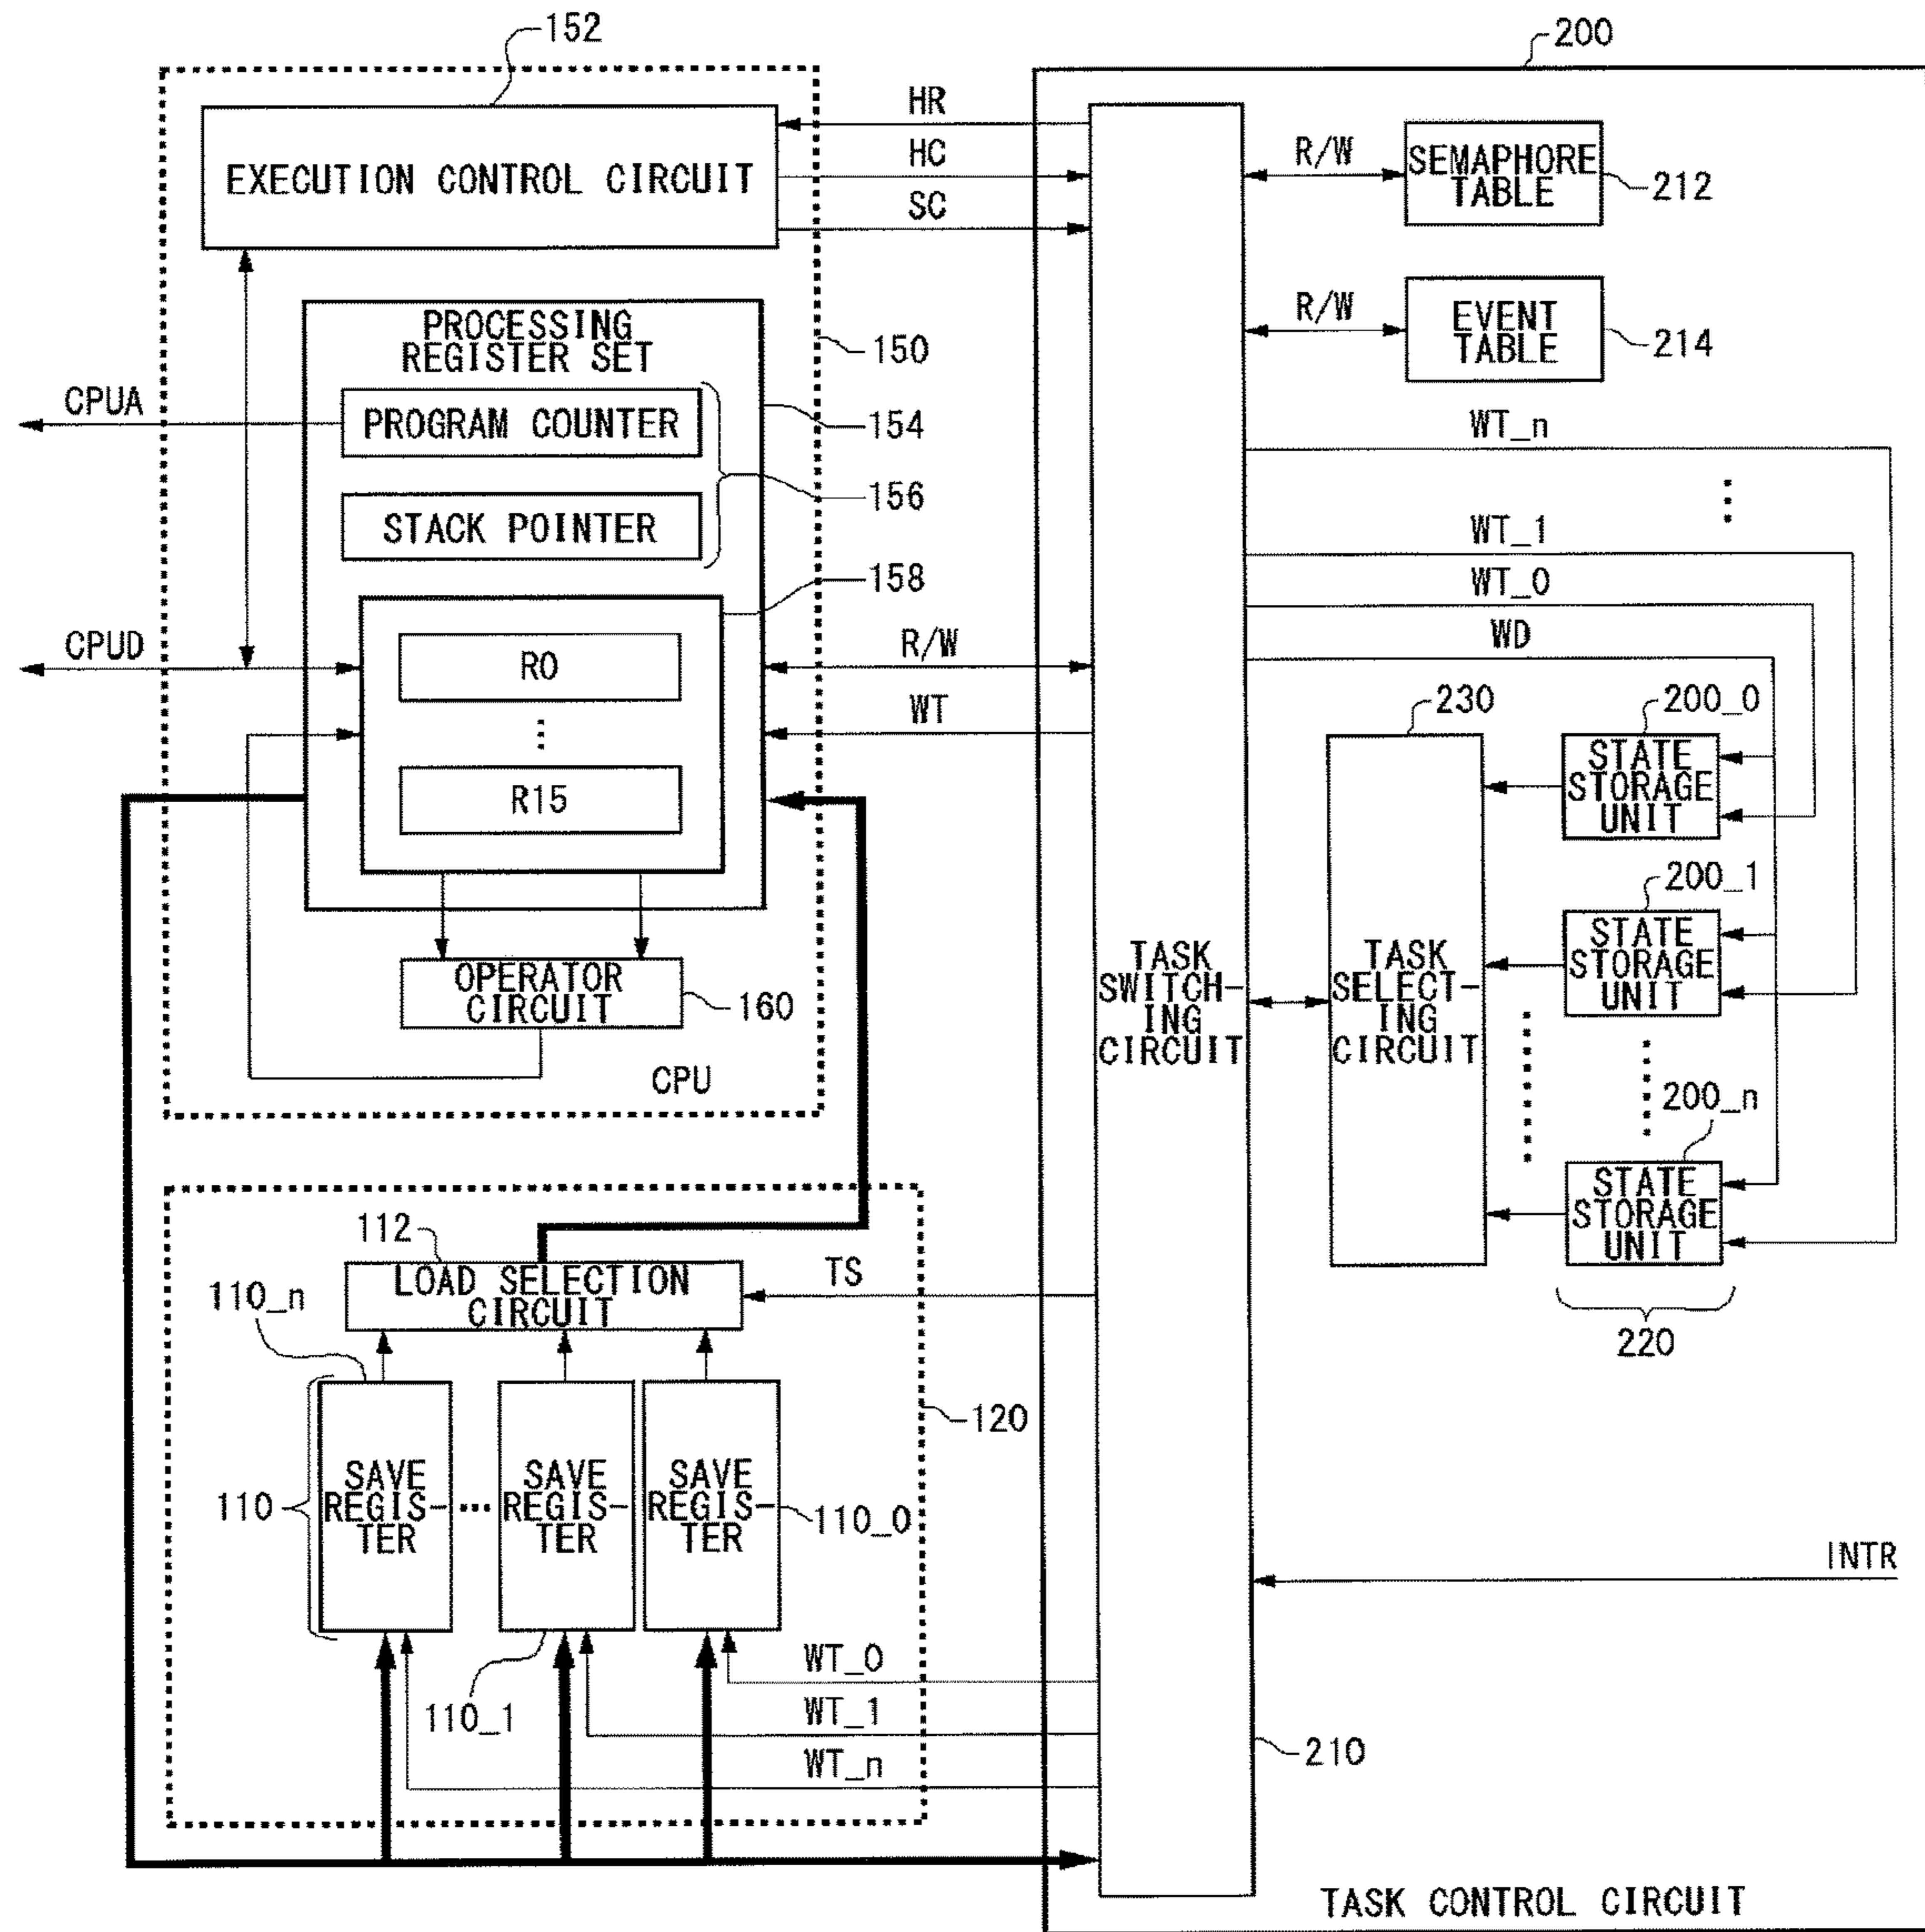 152
200
HR
EXECUTION CONTROL CIRCUIT
HC
SC
R/W
SEMAPHORE
TABLE
212
R/W
EVENT
TABLE
214
PROCESSING
REGISTER SET
150
CPUA
PROGRAM COUNTER
154
156
STACK POINTER
158
WT_n
WT_1
WT_0
WD
CPUD
R0
R/W
R15
WT
230
200_0
STATE
STORAGE
UNIT
200_1
STATE
STORAGE
UNIT
OPERATOR
CIRCUIT
160
CPU
TASK
SWITCH-
ING
CIRCUIT
TASK
SELECT-
ING
CIRCUIT
200_n
STATE
STORAGE
UNIT
220
112
LOAD SELECTION
CIRCUIT
TS
110_n
120
110
SAVE
REGIS-
TER
SAVE
REGIS-
TER
SAVE
REGIS-
TER
110_0
INTR
110_1
WT_0
WT_1
WT_n
210
TASK CONTROL CIRCUIT